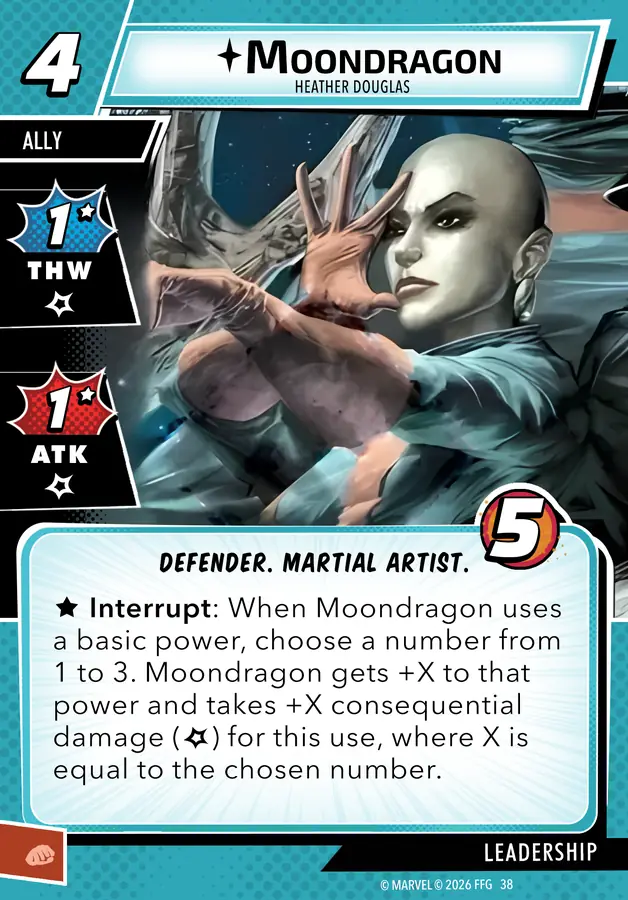 4
Moondragon
HEATHER DOUGLAS
ALLY
1
THW
1
ATK
5
DEFENDER. MARTIAL ARTIST.
★ Interrupt: When Moondragon uses
a basic power, choose a number from
1 to 3. Moondragon gets +X to that
power and takes +X consequential
damage () for this use, where X is
equal to the chosen number.
LEADERSHIP
© MARVEL © 2026 FFG 38